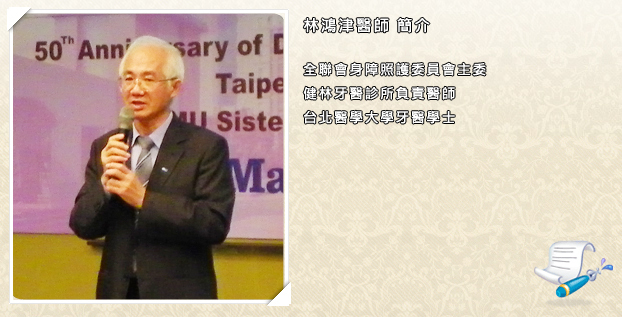 林鴻津醫師 簡介
全聯會身障照護委員會主委
健林牙醫診所負責醫師
台北醫學大學牙醫學士
50th Anniversary of D
Taipe
MU Siste
Ma